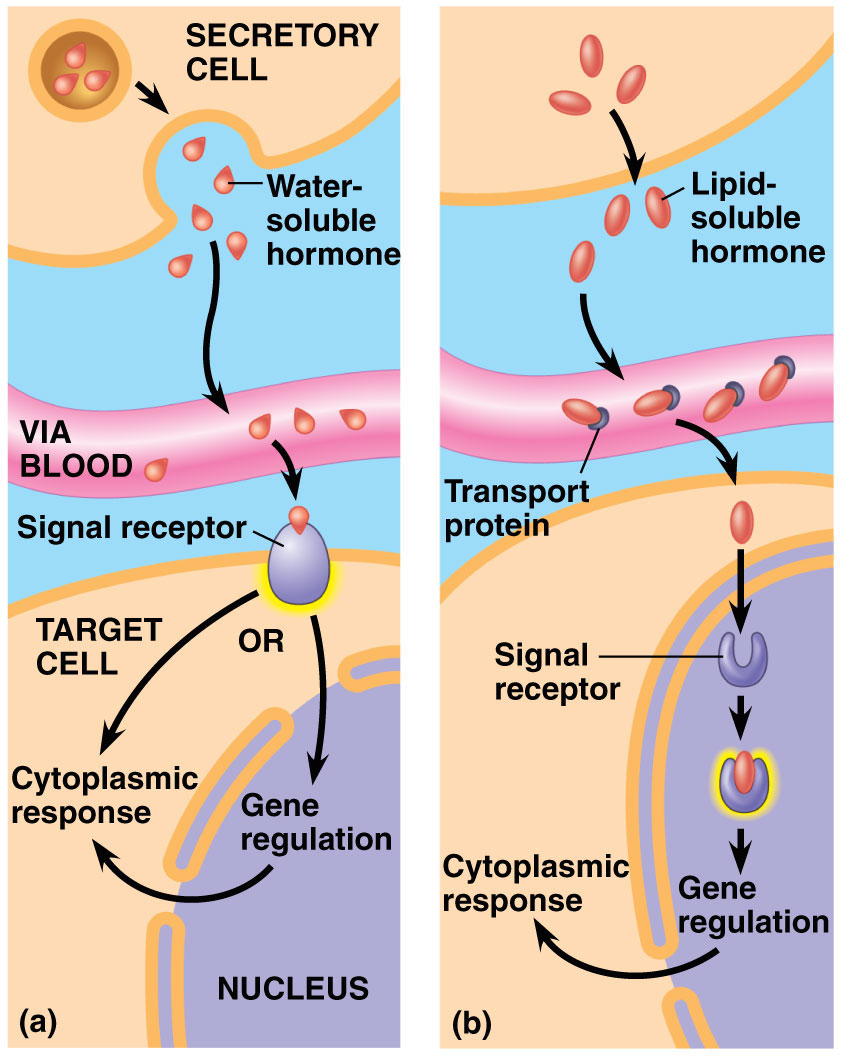 SECRETORY
CELL
Water-
soluble
hormone
VIA
BLOOD
Signal receptor
TARGET
CELL
OR
Cytoplasmic
response
Gene
regulation
NUCLEUS
(a)
Lipid-
soluble
hormone
Transport
protein
Signal
receptor
Cytoplasmic
response
Gene
regulation
(b)